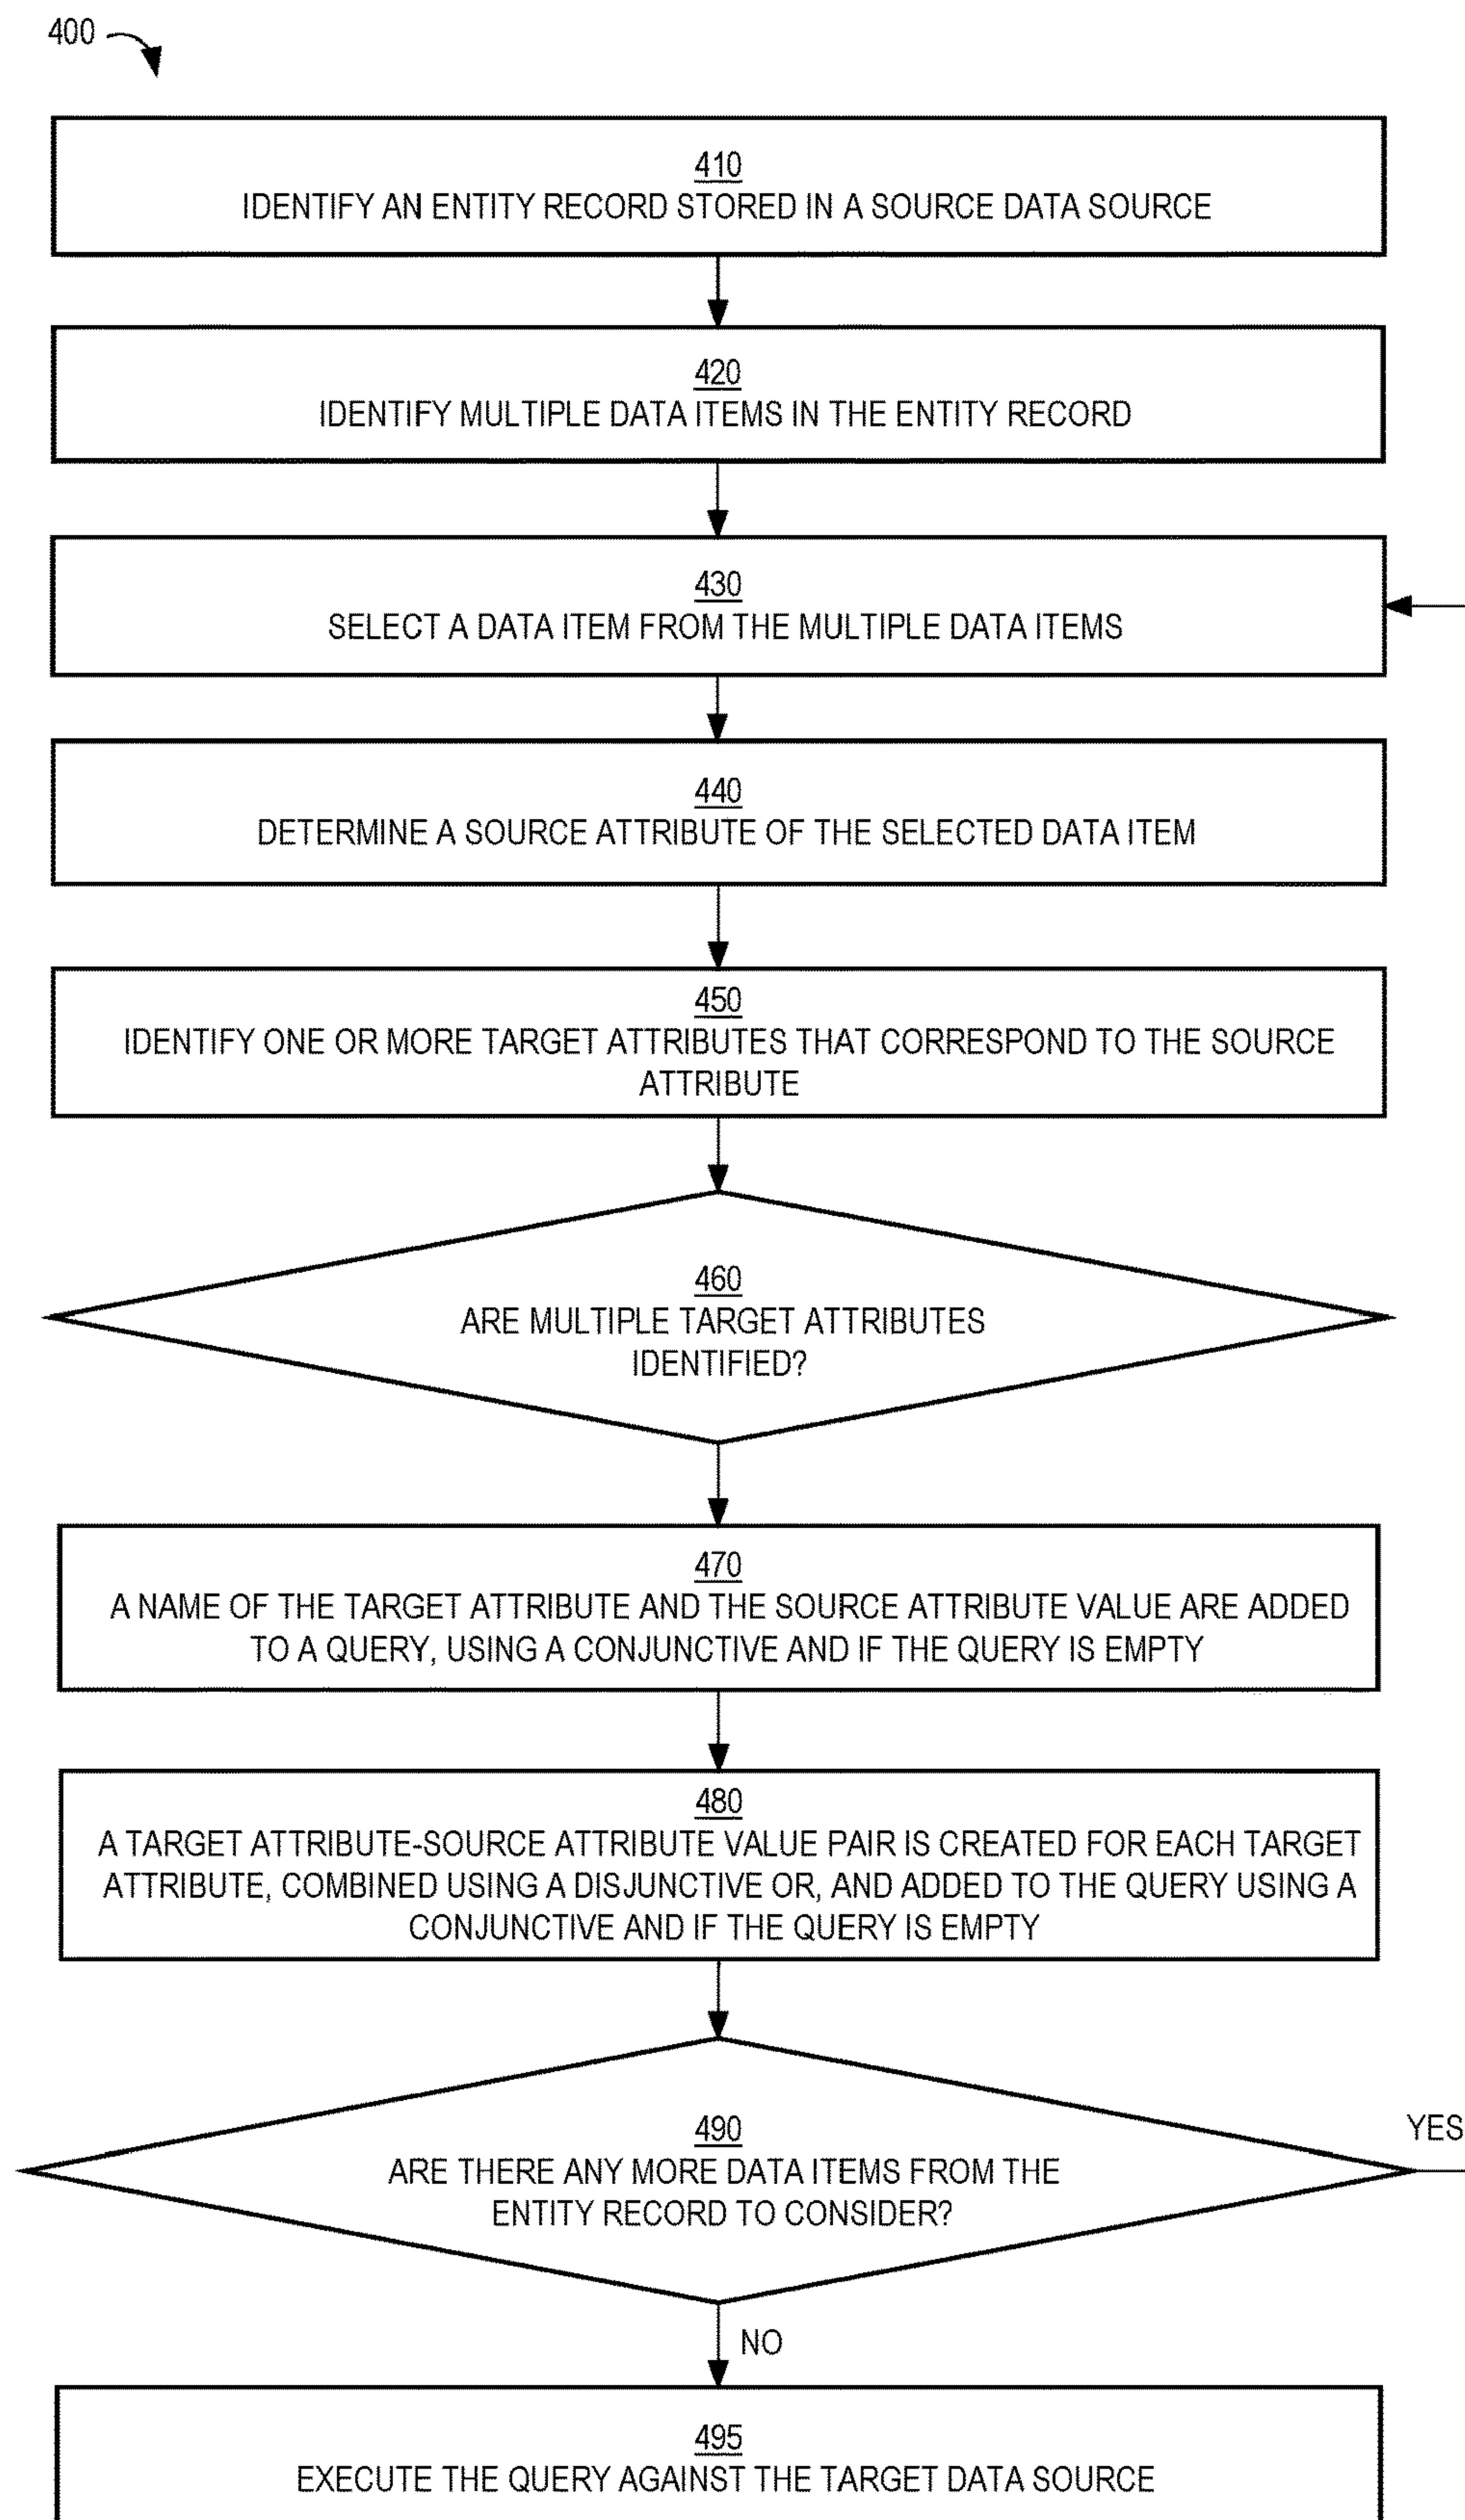 400
410
IDENTIFY AN ENTITY RECORD STORED IN A SOURCE DATA SOURCE
420
IDENTIFY MULTIPLE DATA ITEMS IN THE ENTITY RECORD
430
SELECT A DATA ITEM FROM THE MULTIPLE DATA ITEMS
440
DETERMINE A SOURCE ATTRIBUTE OF THE SELECTED DATA ITEM
450
IDENTIFY ONE OR MORE TARGET ATTRIBUTES THAT CORRESPOND TO THE SOURCE
ATTRIBUTE
460
ARE MULTIPLE TARGET ATTRIBUTES
IDENTIFIED?
470
A NAME OF THE TARGET ATTRIBUTE AND THE SOURCE ATTRIBUTE VALUE ARE ADDED
TO A QUERY, USING A CONJUNCTIVE AND IF THE QUERY IS EMPTY
480
A TARGET ATTRIBUTE-SOURCE ATTRIBUTE VALUE PAIR IS CREATED FOR EACH TARGET
ATTRIBUTE, COMBINED USING A DISJUNCTIVE OR, AND ADDED TO THE QUERY USING A
CONJUNCTIVE AND IF THE QUERY IS EMPTY
490
ARE THERE ANY MORE DATA ITEMS FROM THE
ENTITY RECORD TO CONSIDER?
YES
NO
495
EXECUTE THE QUERY AGAINST THE TARGET DATA SOURCE